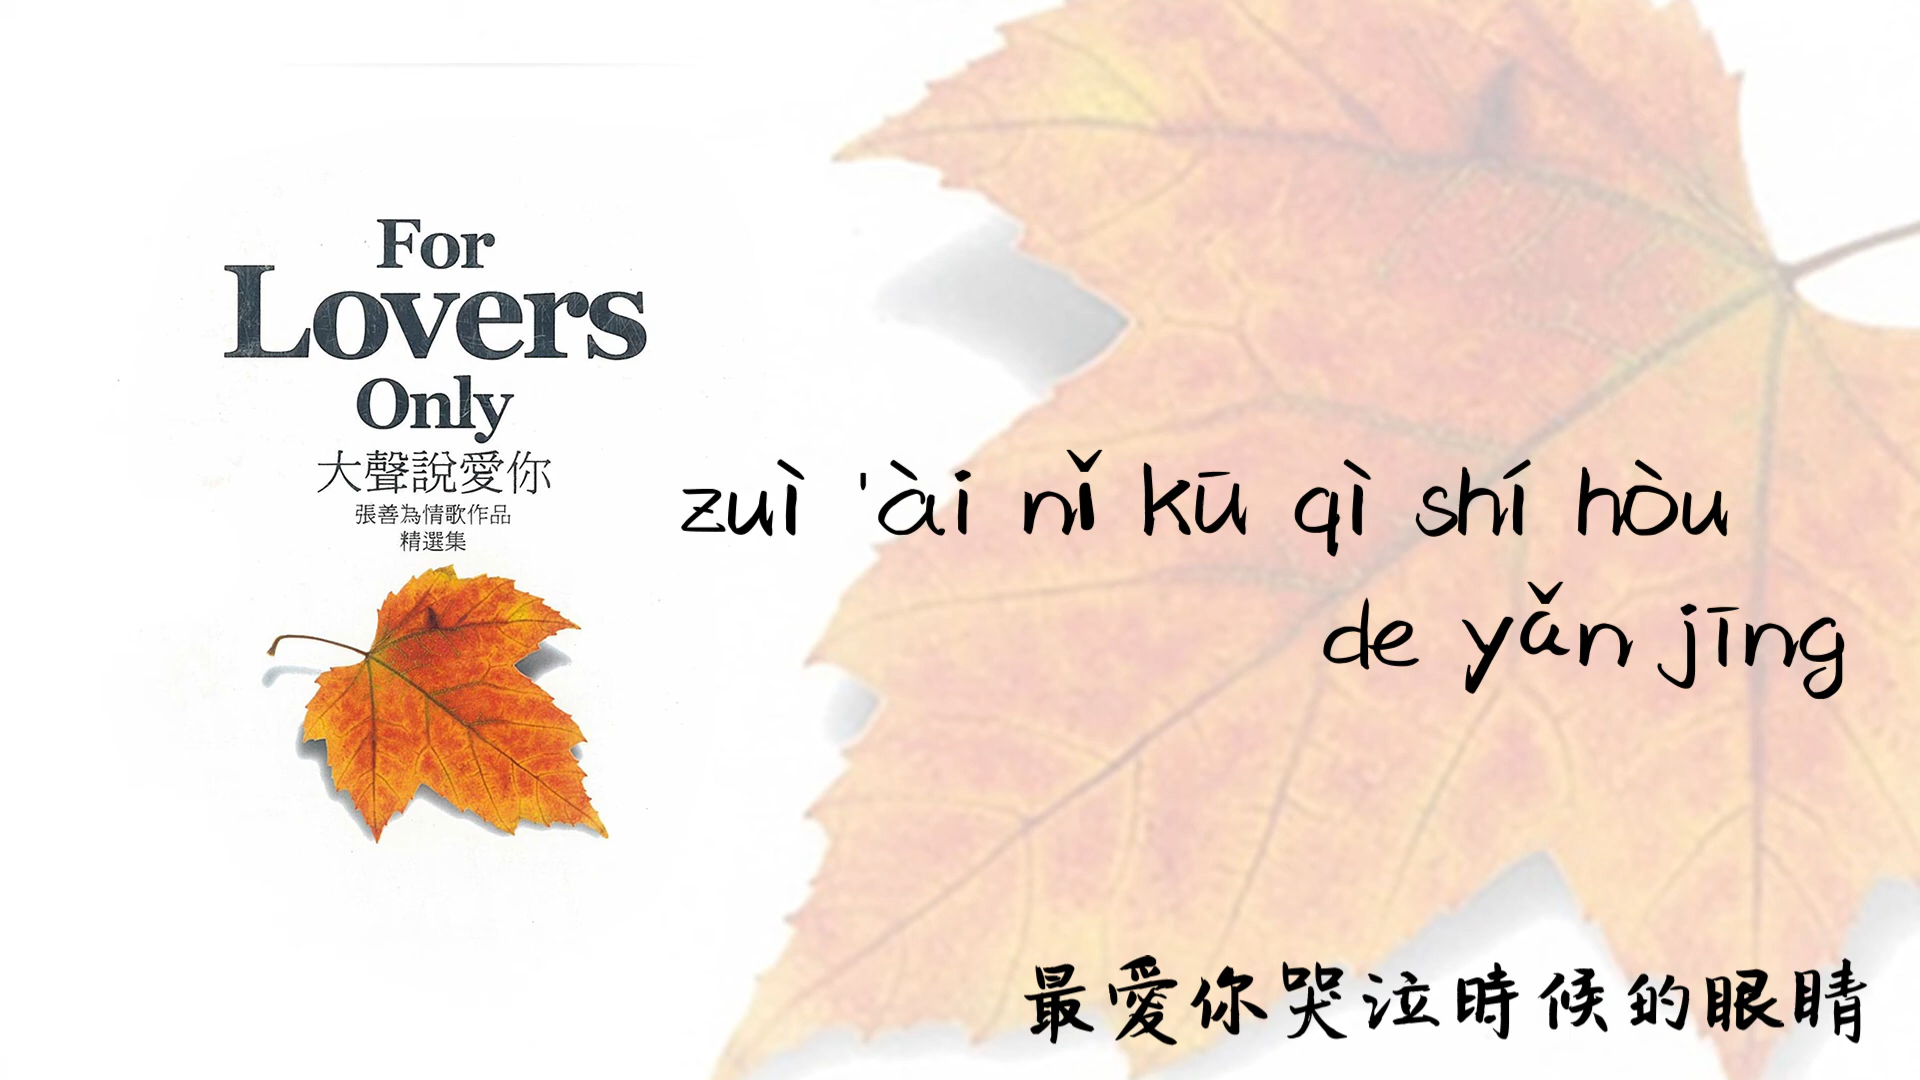 For
Lovers
Only
大聲說愛你
張善為情歌作品
精選集
zuì 'ài nǐ kū qì shí hòu
de yǎn jīng
最愛你哭泣時候的眼睛